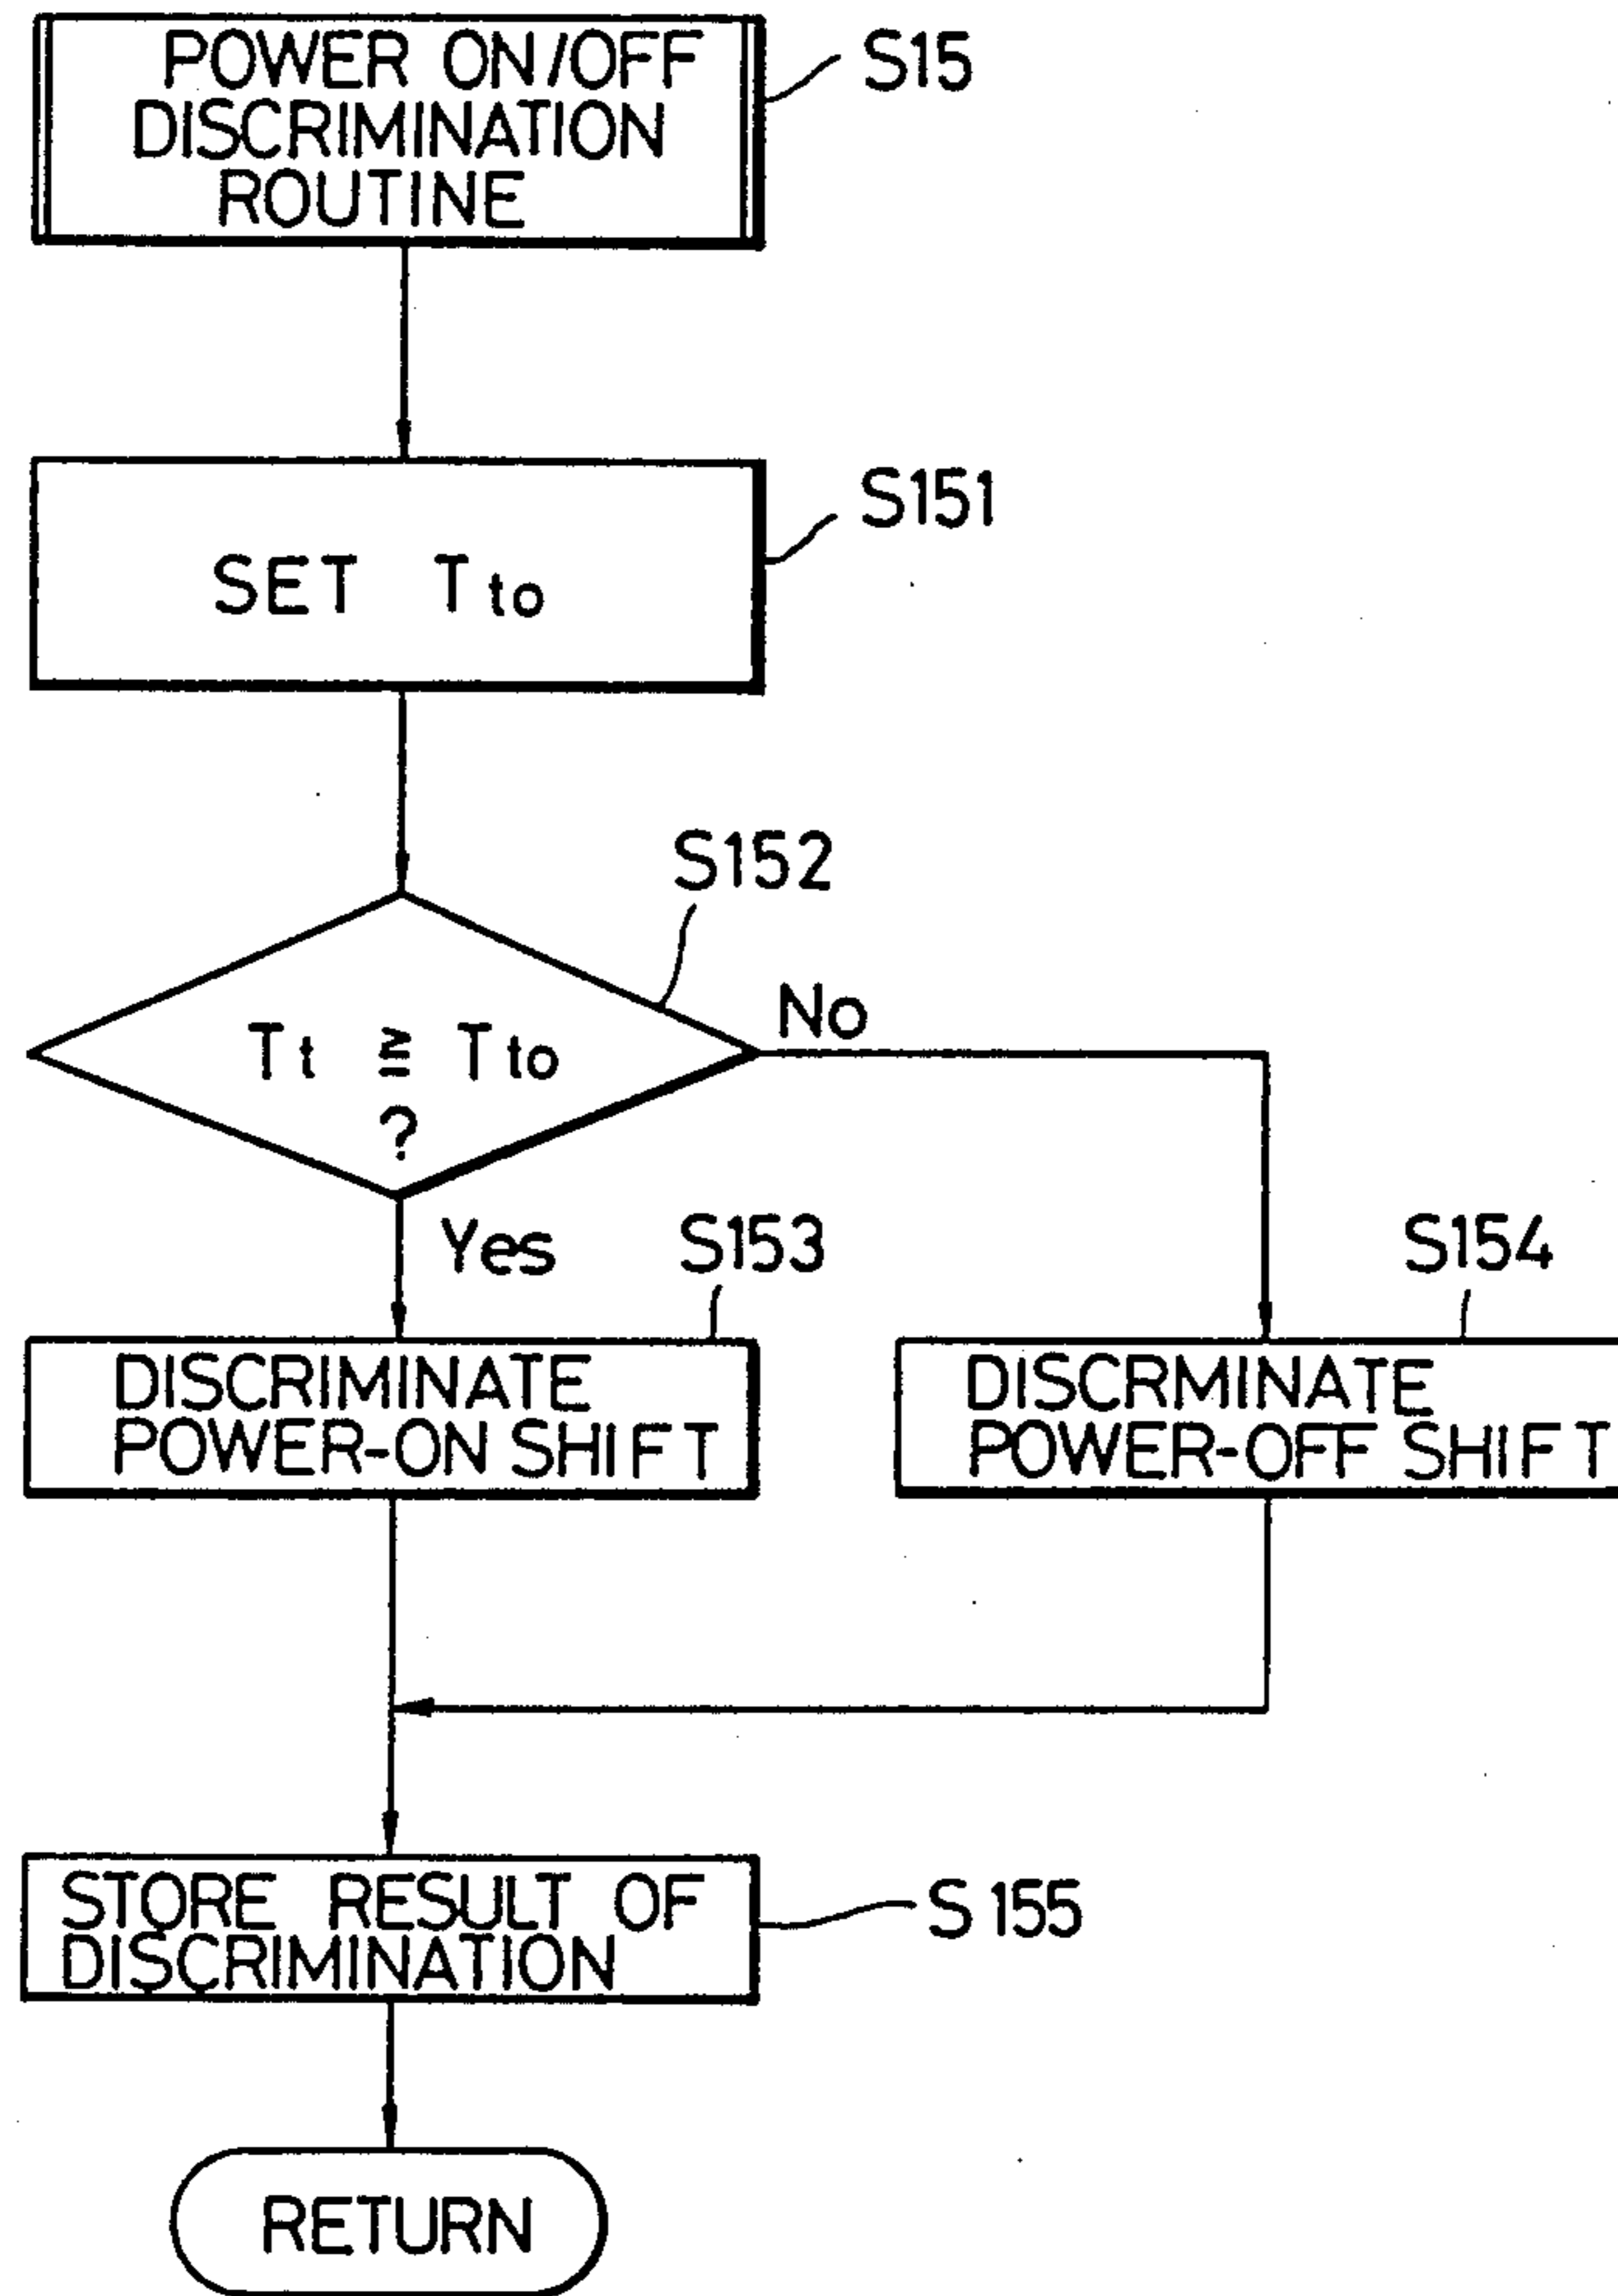 POWER ON/OFF
DISCRIMINATION
ROUTINE
S15
SET Tto
S151
S152
Tt ≧ Tto
?
No
Yes
S153
S154
DISCRIMINATE
POWER-ON SHIFT
DISCRMINATE
POWER-OFF SHIFT
STORE RESULT OF
DISCRIMINATION
S155
RETURN